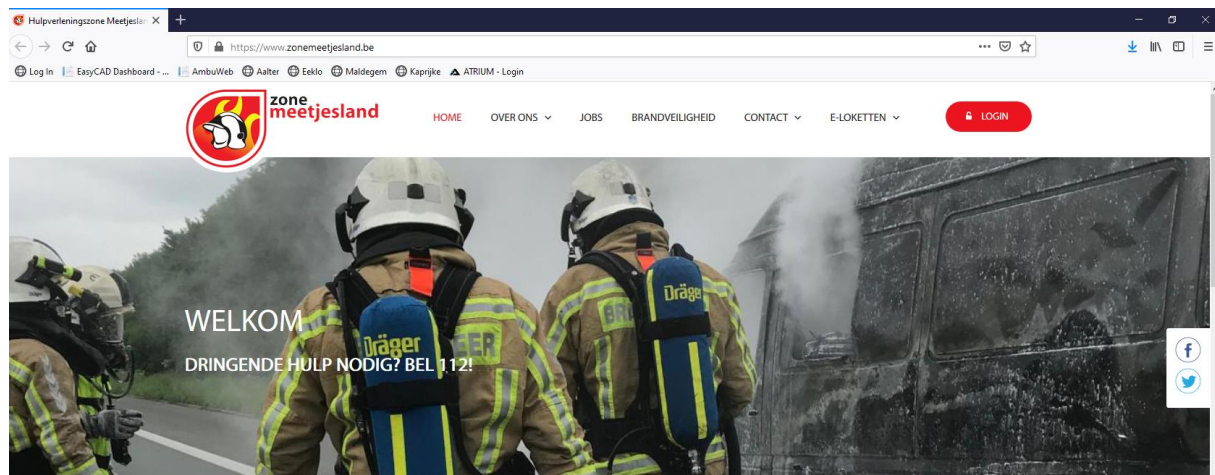 Hulpverleningszone Meetjeslan
https://www.zonemeetjesland.be
Log In EasyCAD Dashboard - ... AmbuWeb Aalter Eeklo Maldegem Kaprijke ATRIUM - Login
zone
meetjesland
HOME OVER ONS JOBS BRANDVEILIGHEID CONTACT E-LOKETTEN LOGIN
WELKOM
DRINGENDE HULP NODIG? BEL 112!
Dräger
Dräger